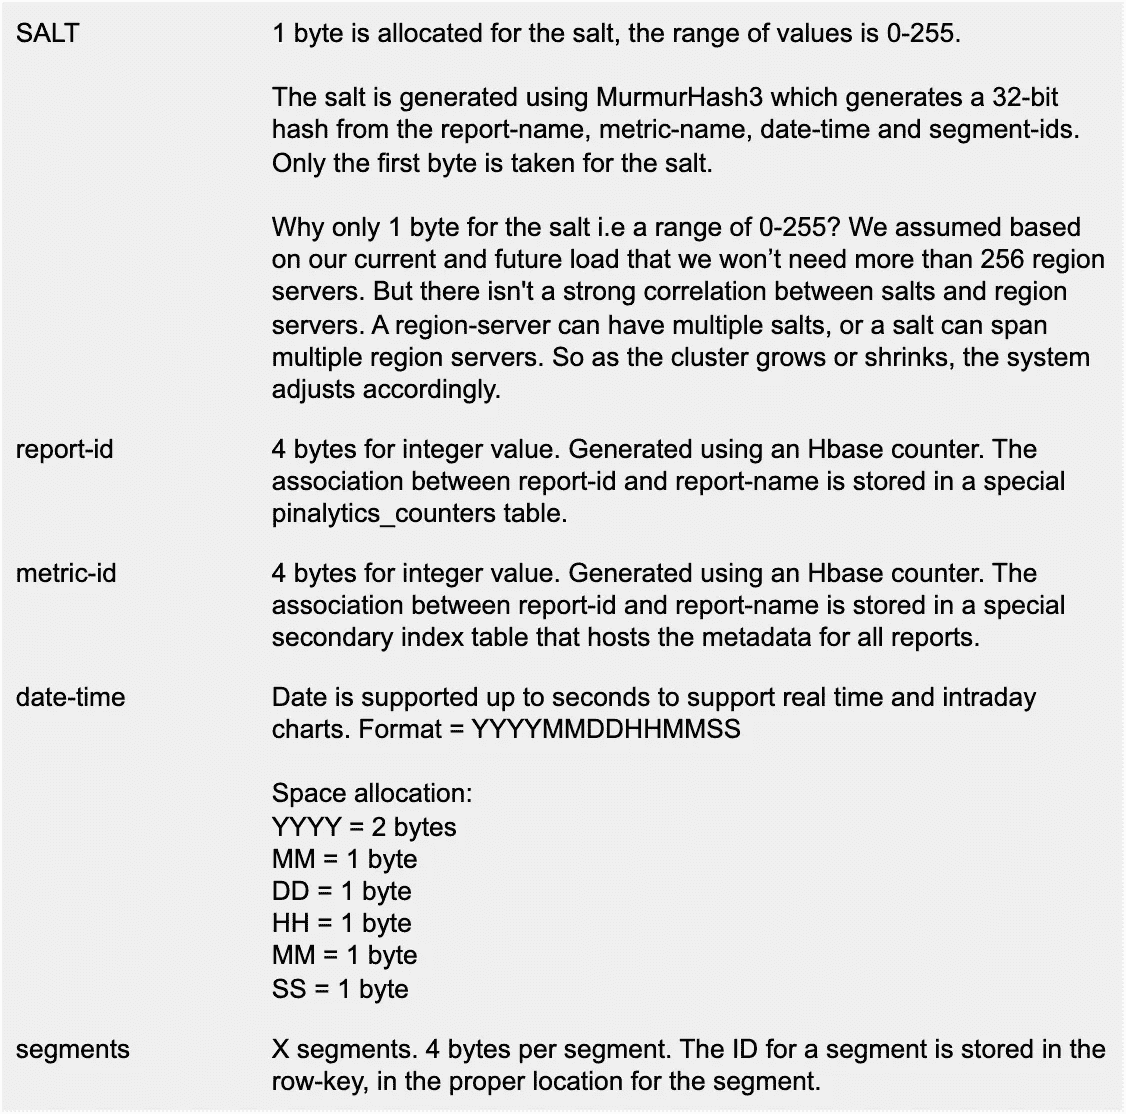 SALT 1 byte is allocated for the salt, the range of values is 0-255.
The salt is generated using MurmurHash3 which generates a 32-bit
hash from the report-name, metric-name, date-time and segment-ids.
Only the first byte is taken for the salt.
Why only 1 byte for the salt i.e a range of 0-255? We assumed based
on our current and future load that we won’t need more than 256 region
servers. But there isn't a strong correlation between salts and region
servers. A region-server can have multiple salts, or a salt can span
multiple region servers. So as the cluster grows or shrinks, the system
adjusts accordingly.
report-id 4 bytes for integer value. Generated using an Hbase counter. The
association between report-id and report-name is stored in a special
pinalytics_counters table.
metric-id 4 bytes for integer value. Generated using an Hbase counter. The
association between report-id and report-name is stored in a special
secondary index table that hosts the metadata for all reports.
date-time Date is supported up to seconds to support real time and intraday
charts. Format = YYYYMMDDHHMMSS
Space allocation:
YYYY = 2 bytes
MM = 1 byte
DD = 1 byte
HH = 1 byte
MM = 1 byte
SS = 1 byte
segments X segments. 4 bytes per segment. The ID for a segment is stored in the
row-key, in the proper location for the segment.